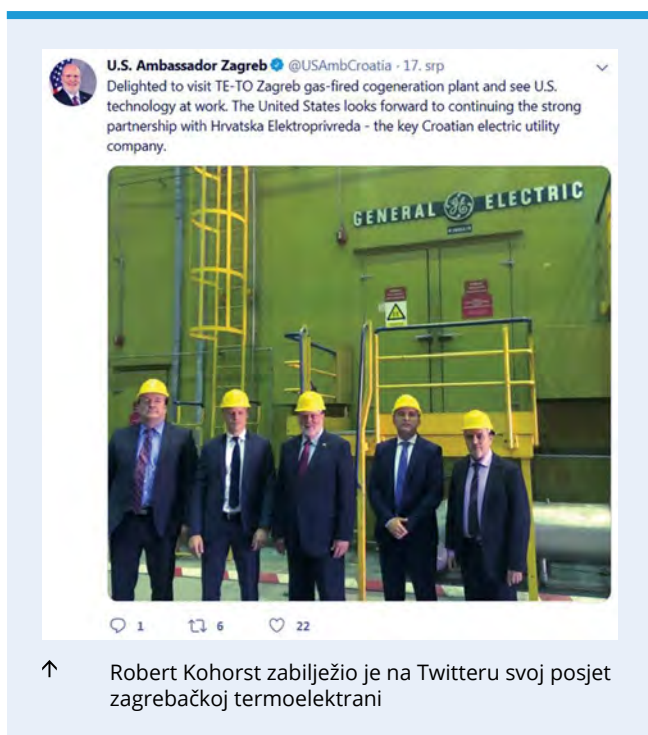 U.S. Ambassador Zagreb @USAmbCroatia · 17. srp
Delighted to visit TE-TO Zagreb gas-fired cogeneration plant and see U.S.
technology at work. The United States looks forward to continuing the strong
partnership with Hrvatska Elektroprivreda - the key Croatian electric utility
company.
GENERAL GE ELECTRIC
1 6 22
Robert Kohorst zabilježio je na Twitteru svoj posjet
zagrebačkoj termoelektrani